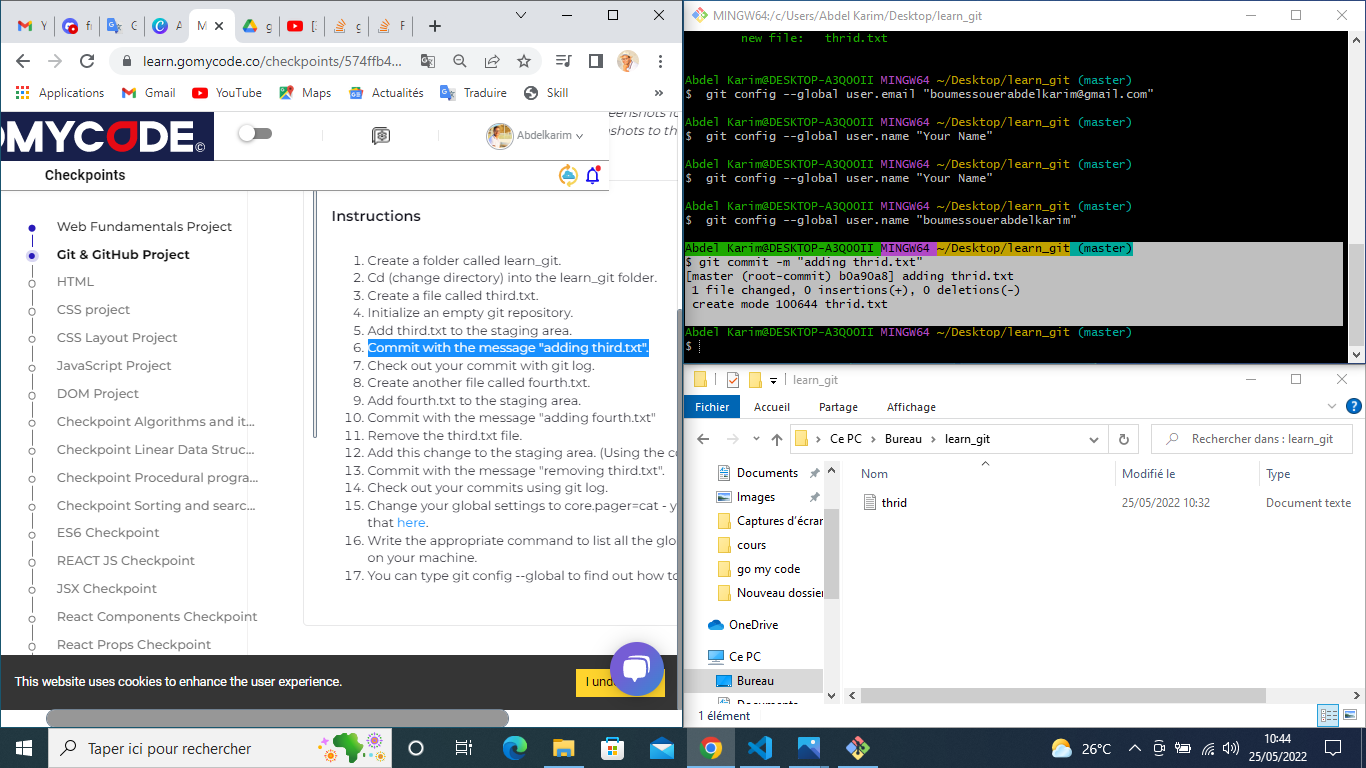 Y
fr
G
C
A
M
g
[
g
F
learn.gomycode.co/checkpoints/574ffb4...
Applications
Gmail
YouTube
Maps
Actualités
Traduire
Skill
»
OMYCODE©
Abdelkarim
Checkpoints
Web Fundamentals Project
Git & GitHub Project
HTML
CSS project
CSS Layout Project
JavaScript Project
DOM Project
Checkpoint Algorithms and it...
Checkpoint Linear Data Struc...
Checkpoint Procedural progra...
Checkpoint Sorting and searc...
ES6 Checkpoint
REACT JS Checkpoint
JSX Checkpoint
React Components Checkpoint
React Props Checkpoint
Instructions
1. Create a folder called learn_git.
2. Cd (change directory) into the learn_git folder.
3. Create a file called third.txt.
4. Initialize an empty git repository.
5. Add third.txt to the staging area.
6. Commit with the message "adding third.txt".
7. Check out your commit with git log.
8. Create another file called fourth.txt.
9. Add fourth.txt to the staging area.
10. Commit with the message "adding fourth.txt"
11. Remove the third.txt file.
12. Add this change to the staging area. (Using the co
13. Commit with the message "removing third.txt".
14. Check out your commits using git log.
15. Change your global settings to core.pager=cat - y
that here.
16. Write the appropriate command to list all the glo
on your machine.
17. You can type git config --global to find out how to
This website uses cookies to enhance the user experience.
I und
MINGW64:/c/Users/Abdel Karim/Desktop/learn_git
new file:   thrid.txt
Abdel Karim@DESKTOP-A3QOOII MINGW64 ~/Desktop/learn_git (master)
$  git config --global user.email "boumessouerabdelkarim@gmail.com"
Abdel Karim@DESKTOP-A3QOOII MINGW64 ~/Desktop/learn_git (master)
$  git config --global user.name "Your Name"
Abdel Karim@DESKTOP-A3QOOII MINGW64 ~/Desktop/learn_git (master)
$  git config --global user.name "Your Name"
Abdel Karim@DESKTOP-A3QOOII MINGW64 ~/Desktop/learn_git (master)
$  git config --global user.name "boumessouerabdelkarim"
Abdel Karim@DESKTOP-A3QOOII MINGW64 ~/Desktop/learn_git (master)
$ git commit -m "adding thrid.txt"
[master (root-commit) b0a90a8] adding thrid.txt
1 file changed, 0 insertions(+), 0 deletions(-)
create mode 100644 thrid.txt
Abdel Karim@DESKTOP-A3QOOII MINGW64 ~/Desktop/learn_git (master)
$
learn_git
Fichier
Accueil
Partage
Affichage
Ce PC
Bureau
learn_git
Rechercher dans : learn_git
Documents
Images
Captures d'écrar
cours
go my code
Nouveau dossier
OneDrive
Ce PC
Bureau
Documents
Nom
Modifié le
Type
thrid
25/05/2022 10:32
Document texte
1 élément
Taper ici pour rechercher
26°C
10:44
25/05/2022